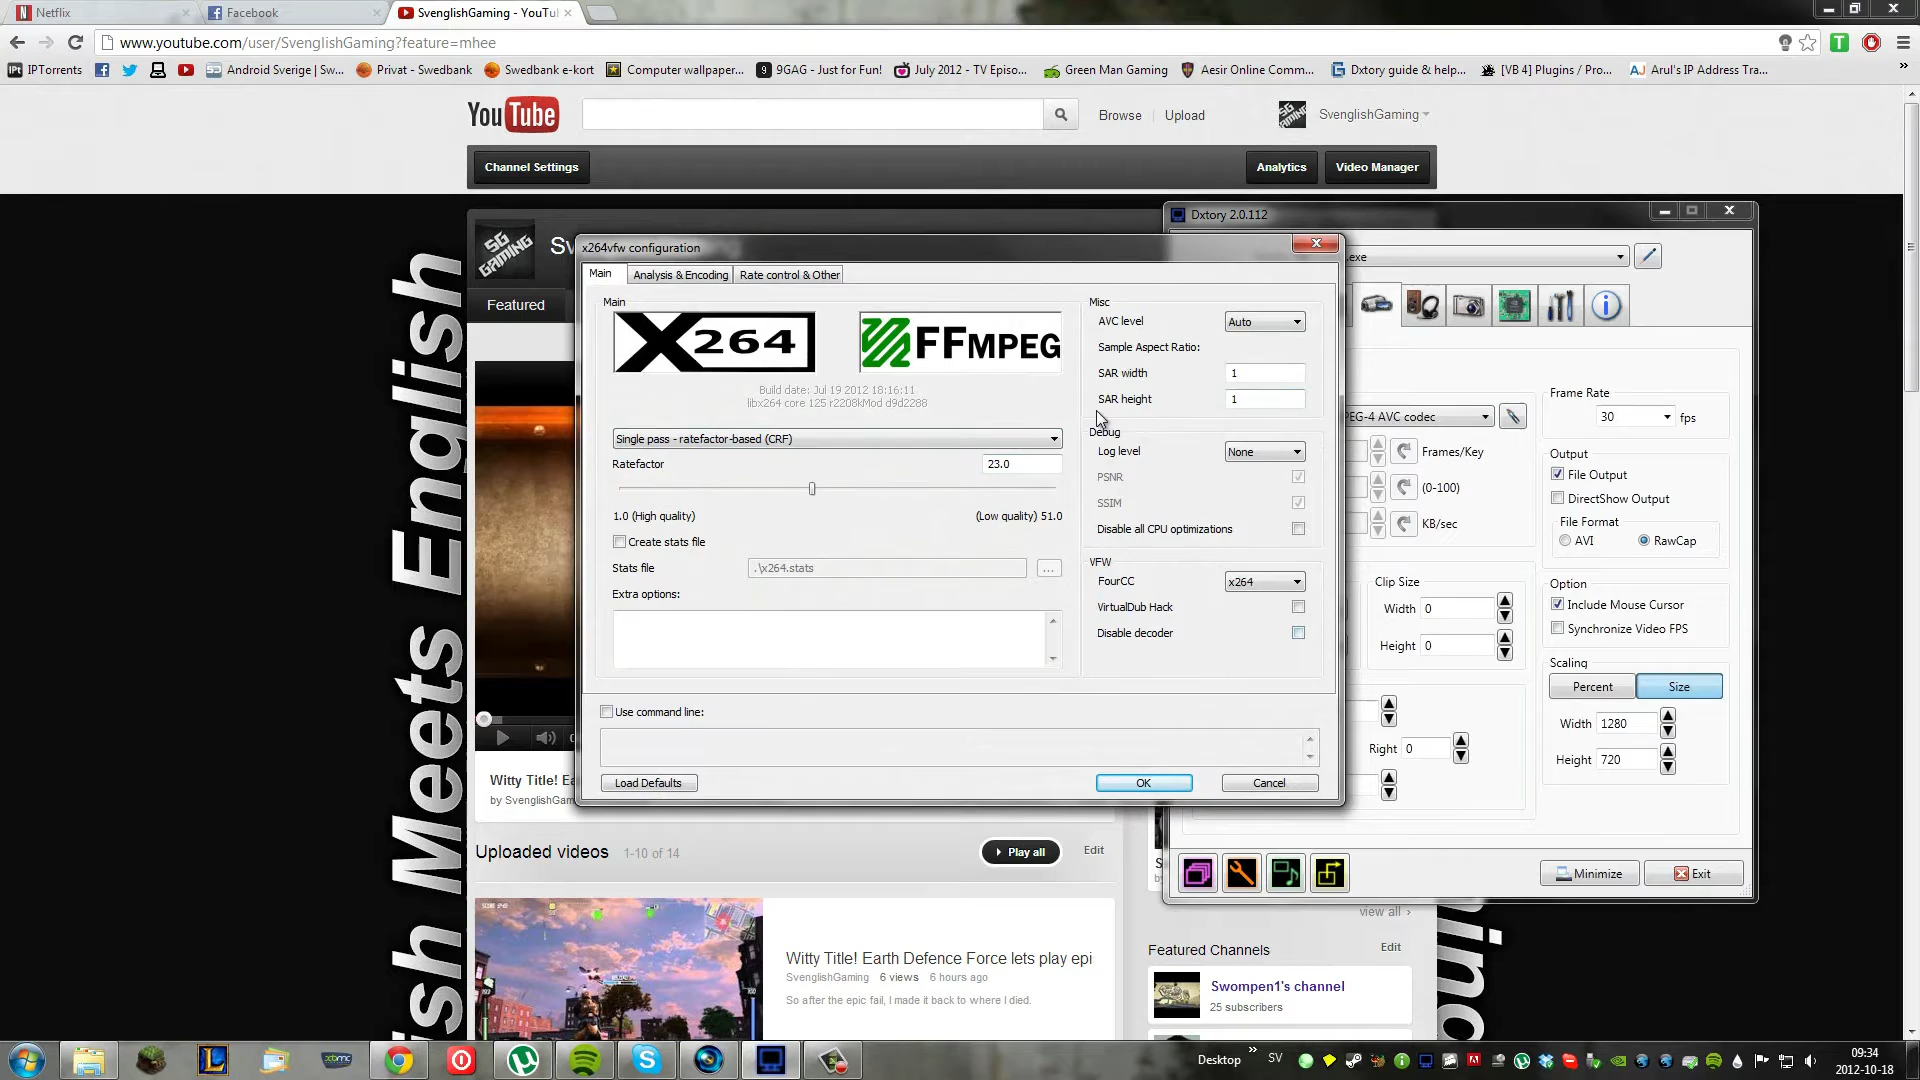 Netflix
Facebook
SvenglishGaming - YouTu
www.youtube.com/user/SvenglishGaming?feature=mhee
IPTorrents
Android Sverige | Sw...
Privat - Swedbank
Swedbank e-kort
Computer wallpaper...
9GAG - Just for Fun!
July 2012 - TV Episo...
Green Man Gaming
Aesir Online Comm...
Dxtory guide & help...
[VB 4] Plugins / Pro...
Arul's IP Address Tra...
YouTube
Browse
Upload
SG GAMING
SvenglishGaming
Channel Settings
Analytics
Video Manager
Dxtory 2.0.112
SG GAMING
Sv
x264vfw configuration
.exe
Main
Analysis & Encoding
Rate control & Other
Featured
Main
X264
FFMPEG
Build date: Jul 19 2012 18:16:11
libx264 core 125 r2208kMod d9d2288
Single pass - ratefactor-based (CRF)
Ratefactor
23.0
1.0 (High quality)
(Low quality) 51.0
Create stats file
Stats file
.\x264.stats
...
Extra options:
Misc
AVC level
Auto
Sample Aspect Ratio:
SAR width
1
SAR height
1
Debug
Log level
None
PSNR
SSIM
Disable all CPU optimizations
VFW
FourCC
x264
VirtualDub Hack
Disable decoder
Use command line:
Load Defaults
OK
Cancel
PEG-4 AVC codec
Frames/Key
(0-100)
KB/sec
Clip Size
Width
0
Height
0
Right
0
Frame Rate
30
fps
Output
File Output
DirectShow Output
File Format
AVI
RawCap
Option
Include Mouse Cursor
Synchronize Video FPS
Scaling
Percent
Size
Width
1280
Height
720
Minimize
Exit
ish Meets English
Witty Title! Ea
by SvenglishGam
Uploaded videos
1-10 of 14
Play all
Edit
Witty Title! Earth Defence Force lets play epi
SvenglishGaming
6 views
6 hours ago
So after the epic fail, I made it back to where I died.
view all ›
Featured Channels
Edit
Swompen1's channel
25 subscribers
xbmc
Desktop
SV
09:34
2012-10-18